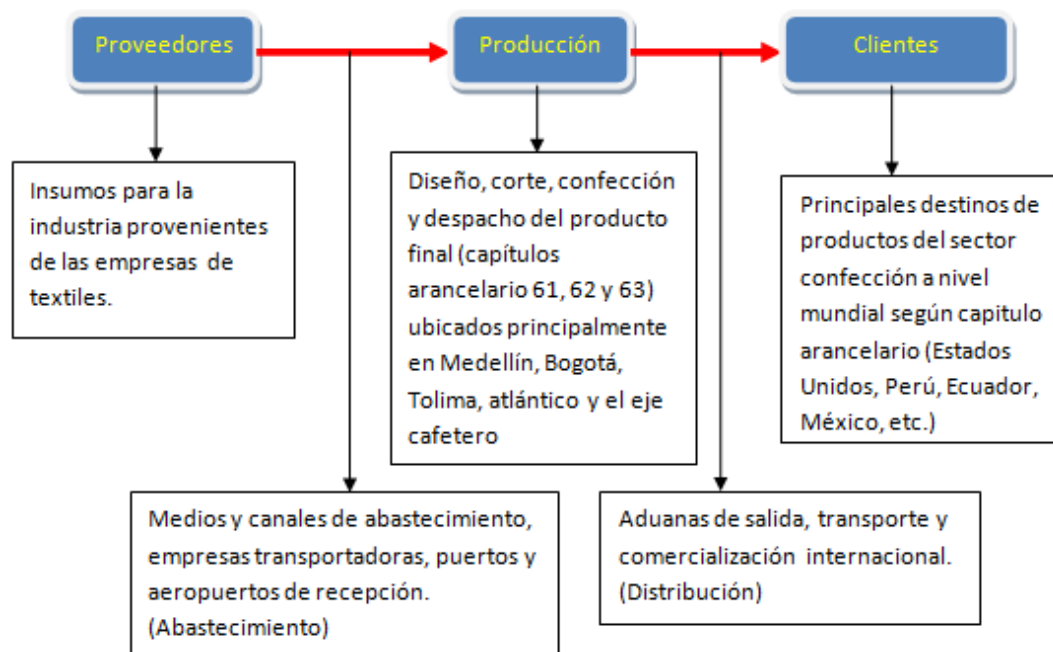 Proveedores
Producción
Clientes
Insumos para la
industria provenientes
de las empresas de
textiles.
Diseño, corte, confección
y despacho del producto
final (capítulos
arancelario 61, 62 y 63)
ubicados principalmente
en Medellín, Bogotá,
Tolima, atlántico y el eje
cafetero
Principales destinos de
productos del sector
confección a nivel
mundial según capitulo
arancelario (Estados
Unidos, Perú, Ecuador,
México, etc.)
Medios y canales de abastecimiento,
empresas transportadoras, puertos y
aeropuertos de recepción.
(Abastecimiento)
Aduanas de salida, transporte y
comercialización internacional.
(Distribución)